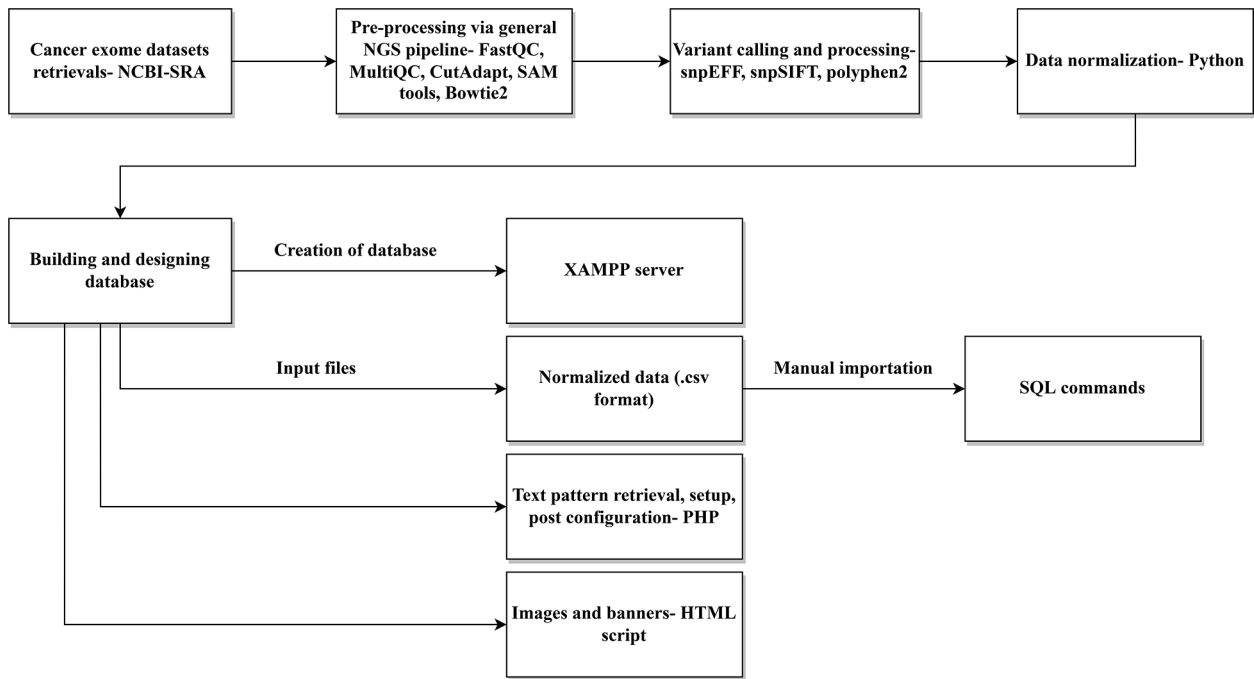 Cancer exome datasets
retrievals- NCBI-SRA
Pre-processing via general
NGS pipeline- FastQC,
MultiQC, CutAdapt, SAM
tools, Bowtie2
Variant calling and processing-
snpEFF, snpSIFT, polyphen2
Data normalization- Python
Building and designing
database
Creation of database
XAMPP server
Input files
Normalized data (.csv
format)
Manual importation
SQL commands
Text pattern retrieval, setup,
post configuration- PHP
Images and banners- HTML
script